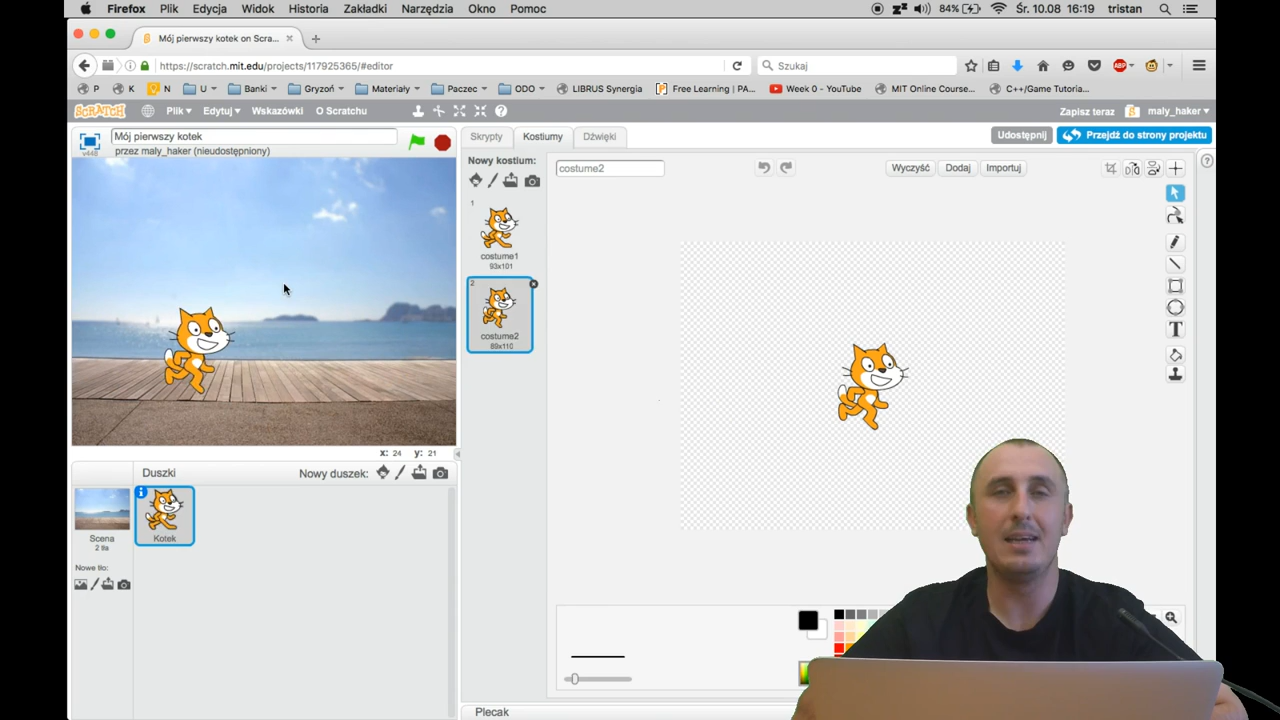 Firefox Plik Edycja Widok Historia Zakładki Narzędzia Okno Pomoc 84% Śr. 10.08 16:19 tristan
Mój pierwszy kotek on Scra...
https://scratch.mit.edu/projects/117925365/#editor Szukaj
P K N U Banki Gryzoń Materiały Paczec ODO LIBRUS Synergia Free Learning | PA... Week 0 – YouTube MIT Online Course... C++/Game Tutoria...
SCRATCH Plik Edytuj Wskazówki O Scratchu Zapisz teraz maly_haker
Mój pierwszy kotek
v448 przez maly_haker (nieudostępniony)
Skrypty Kostiumy Dźwięki Udostępnij Przejdź do strony projektu
Nowy kostium: costume2 Wyczyść Dodaj Importuj
1
costume1
93x101
2
costume2
89x110
T
x: 24 y: 21
Duszki Nowy duszek:
Scena
2 tła
Kotek
Nowe tło:
Plecak